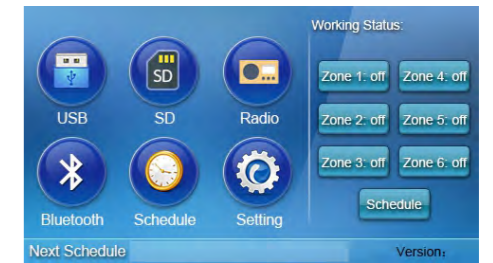 Working Status:
Zone 1: off Zone 4: off
SD
USB SD Radio
Zone 2: off Zone 5: off
Zone 3: off Zone 6: off
Bluetooth Schedule Setting
Schedule
Next Schedule
Version: